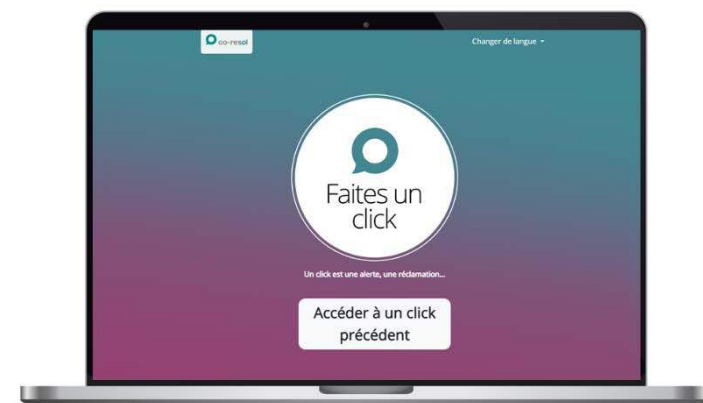 co-resol
Changer de langue
Faites un
click
Un click est une alerte, une réclamation...
Accéder à un click
précédent